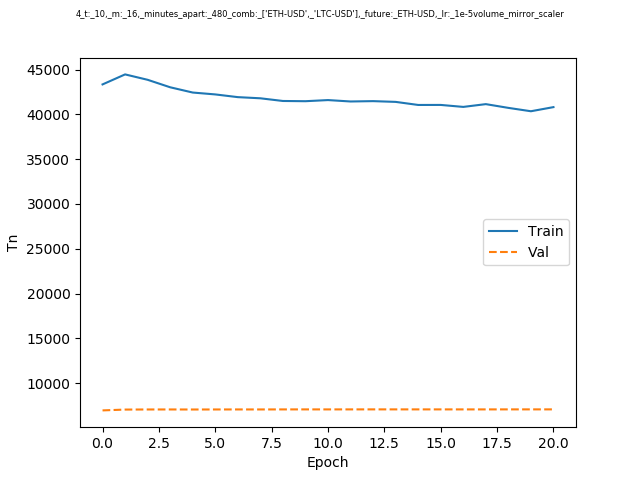 4_t:_10,_m:_16,_minutes_apart:_480_comb:_['ETH-USD',_'LTC-USD'],_future:_ETH-USD,_lr:_1e-5volume_mirror_scaler
45000
40000
35000
30000
25000
20000
15000
10000
Tn
Train
Val
0.0 2.5 5.0 7.5 10.0 12.5 15.0 17.5 20.0
Epoch